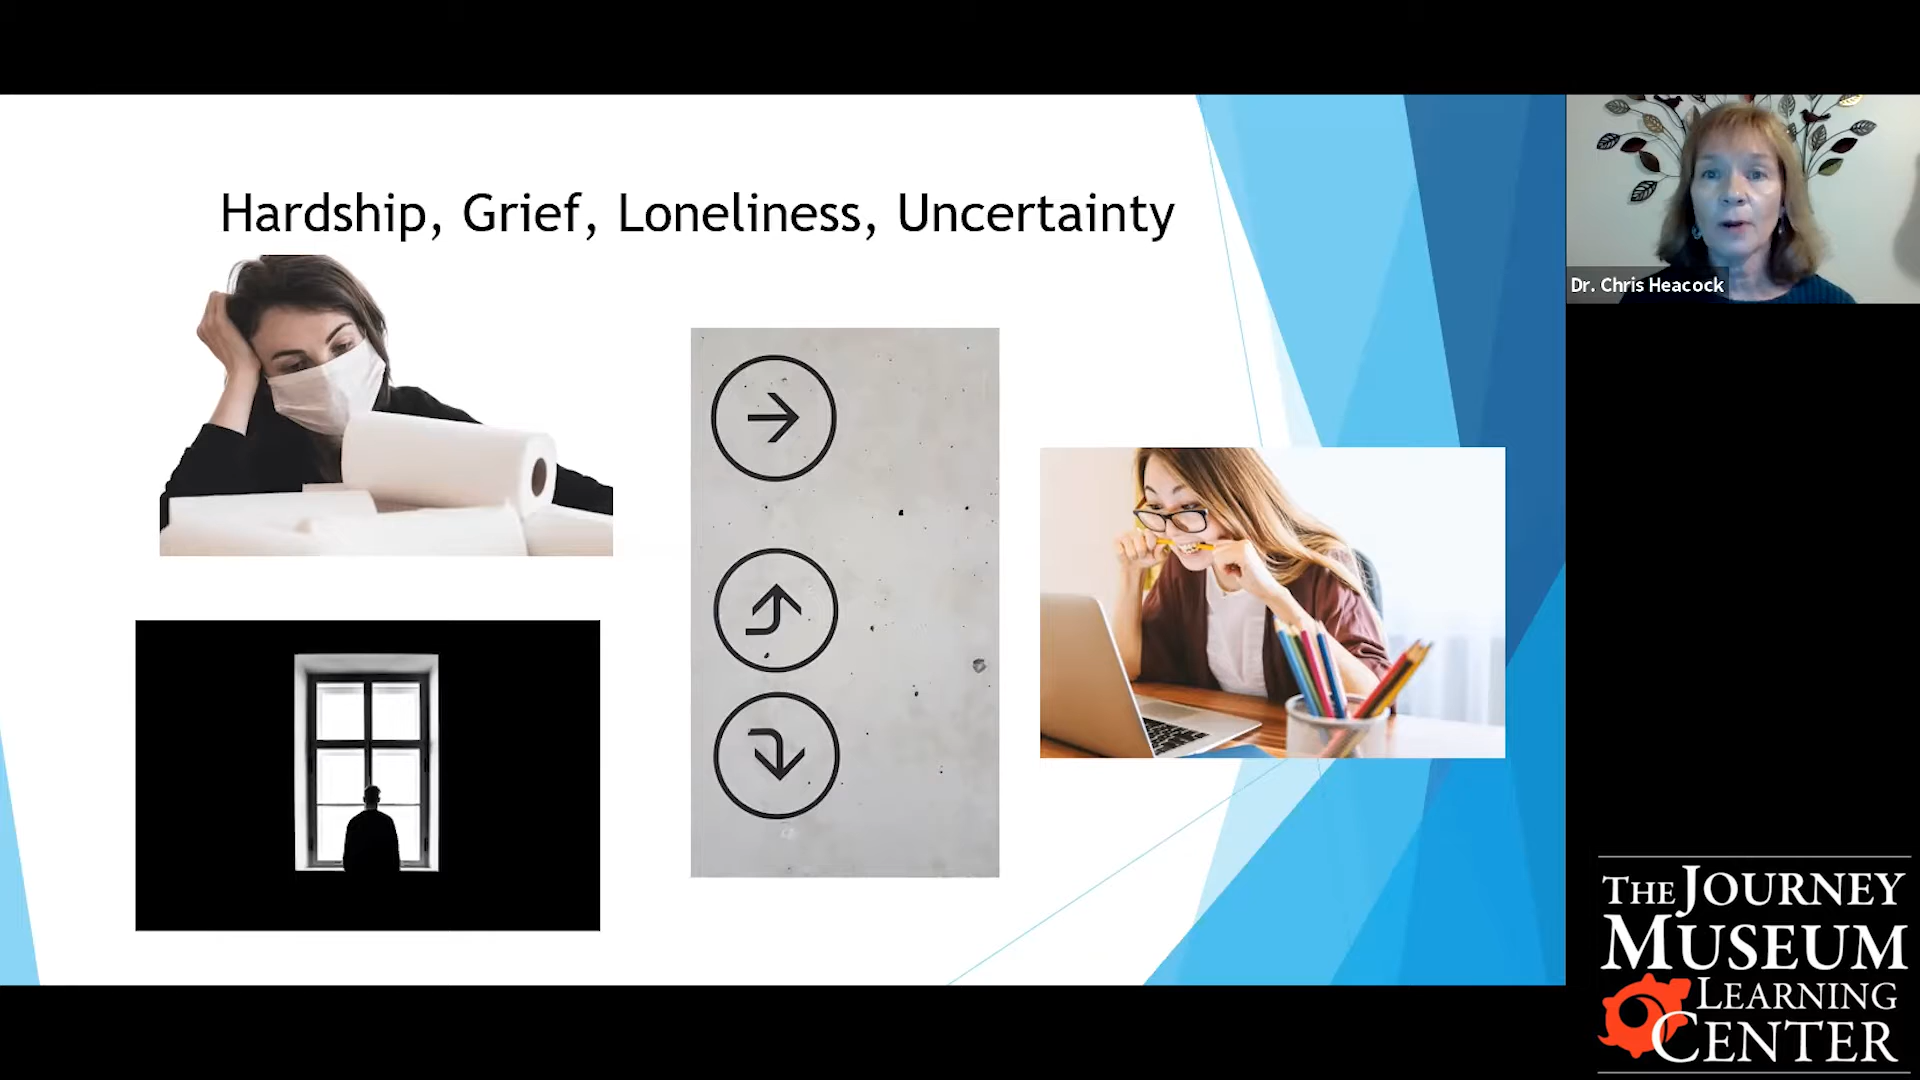 Hardship, Grief, Loneliness, Uncertainty
Dr. Chris Heacock
THE JOURNEY
MUSEUM
LEARNING
CENTER